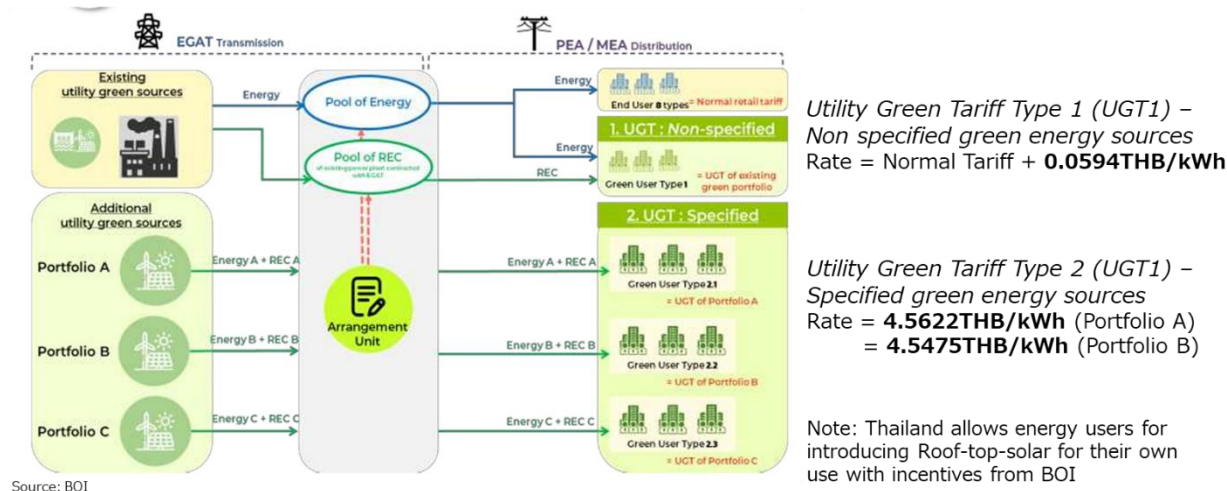 EGAT Transmission
PEA / MEA Distribution
Existing
utility green sources
Energy
Pool of Energy
Energy
End User 8 types
= Normal retail tariff
1. UGT : Non-specified
Energy
Pool of REC
of existing power plant contracted
with EGAT
REC
Green User Type 1
= UGT of existing
green portfolio
Additional
utility green sources
2. UGT : Specified
Portfolio A
Energy A + REC A
Energy A + REC A
Green User Type 2.1
= UGT of Portfolio A
Arrangement
Unit
Portfolio B
Energy B + REC B
Energy B + REC B
Green User Type 2.2
= UGT of Portfolio B
Portfolio C
Energy C + REC C
Energy C + REC C
Green User Type 2.3
= UGT of Portfolio C
Source: BOI
Utility Green Tariff Type 1 (UGT1) –
Non specified green energy sources
Rate = Normal Tariff + 0.0594THB/kWh
Utility Green Tariff Type 2 (UGT1) –
Specified green energy sources
Rate = 4.5622THB/kWh (Portfolio A)
= 4.5475THB/kWh (Portfolio B)
Note: Thailand allows energy users for
introducing Roof-top-solar for their own
use with incentives from BOI